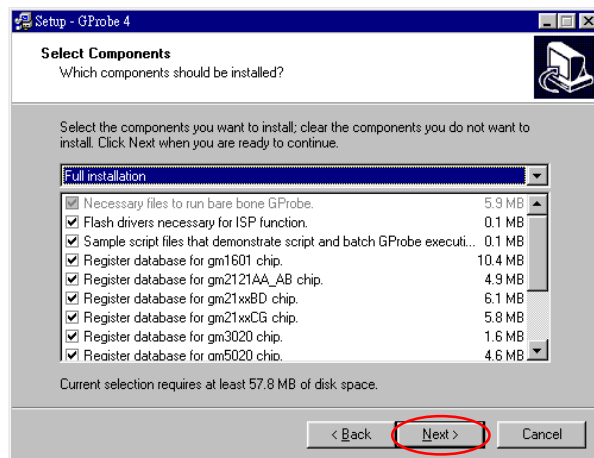 Setup - GProbe 4
Select Components
Which components should be installed?
Select the components you want to install; clear the components you do not want to
install. Click Next when you are ready to continue.
Full installation
Necessary files to run bare bone GProbe. 5.9 MB
Flash drivers necessary for ISP function. 0.1 MB
Sample script files that demonstrate script and batch GProbe executi... 0.1 MB
Register database for gm1601 chip. 10.4 MB
Register database for gm2121AA_AB chip. 4.9 MB
Register database for gm21xxBD chip. 6.1 MB
Register database for gm21xxCG chip. 5.8 MB
Register database for gm3020 chip. 1.6 MB
Register database for gm5020 chip. 4.6 MB
Current selection requires at least 57.8 MB of disk space.
< Back Next > Cancel